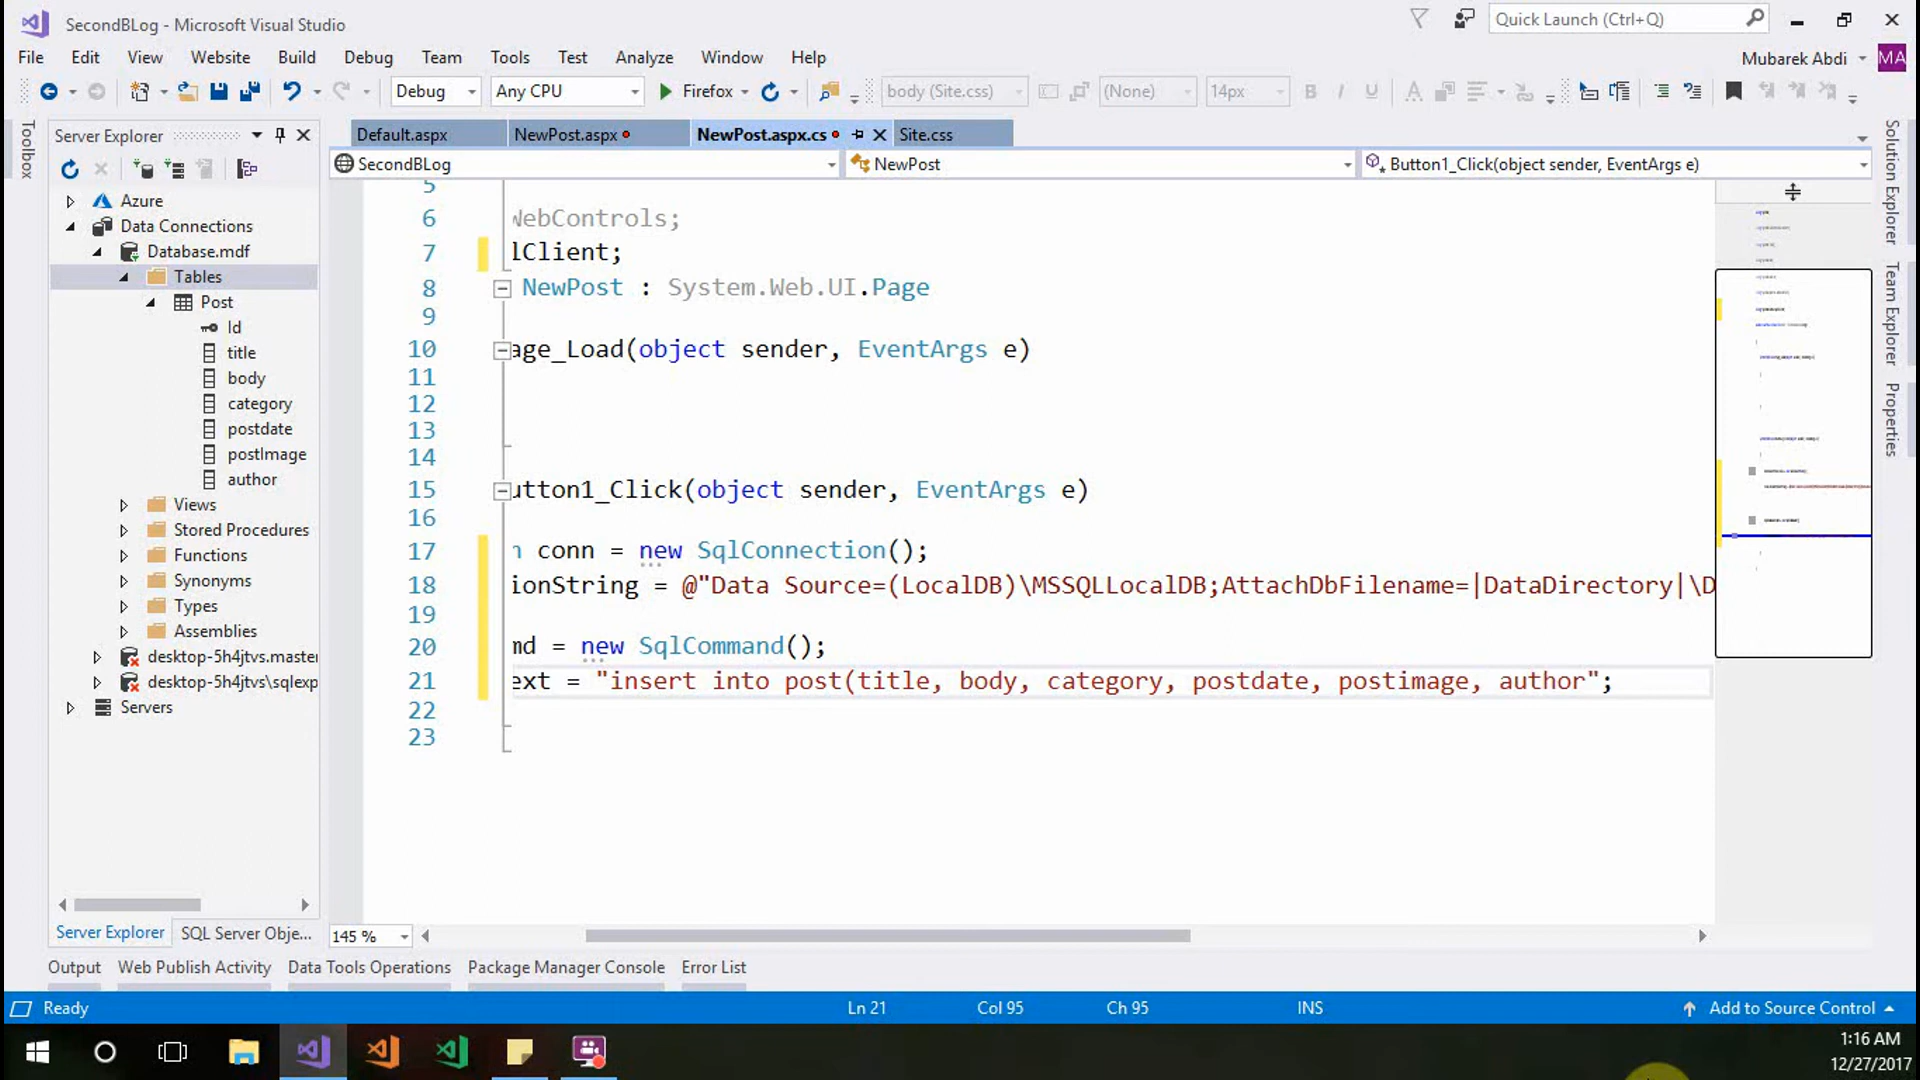 SecondBLog - Microsoft Visual Studio
Quick Launch (Ctrl+Q)
File Edit View Website Build Debug Team Tools Test Analyze Window Help
Mubarek Abdi MA
Debug Any CPU Firefox body (Site.css) (None) 14px
Toolbox
Server Explorer
Default.aspx NewPost.aspx NewPost.aspx.cs Site.css
SecondBLog NewPost Button1_Click(object sender, EventArgs e)
Azure
Data Connections
Database.mdf
Tables
Post
Id
title
body
category
postdate
postImage
author
Views
Stored Procedures
Functions
Synonyms
Types
Assemblies
desktop-5h4jtvs.master
desktop-5h4jtvs\sqlexp
Servers
Server Explorer SQL Server Obje...
5
6 WebControls;
7 lClient;
8 NewPost : System.Web.UI.Page
9
10 age_Load(object sender, EventArgs e)
11
12
13
14
15 utton1_Click(object sender, EventArgs e)
16
17 n conn = new SqlConnection();
18 ionString = @"Data Source=(LocalDB)\MSSQLLocalDB;AttachDbFilename=|DataDirectory|\D
19
20 md = new SqlCommand();
21 ext = "insert into post(title, body, category, postdate, postimage, author";
22
23
145 %
Solution Explorer
Team Explorer
Properties
Output Web Publish Activity Data Tools Operations Package Manager Console Error List
Ready Ln 21 Col 95 Ch 95 INS Add to Source Control
1:16 AM
12/27/2017